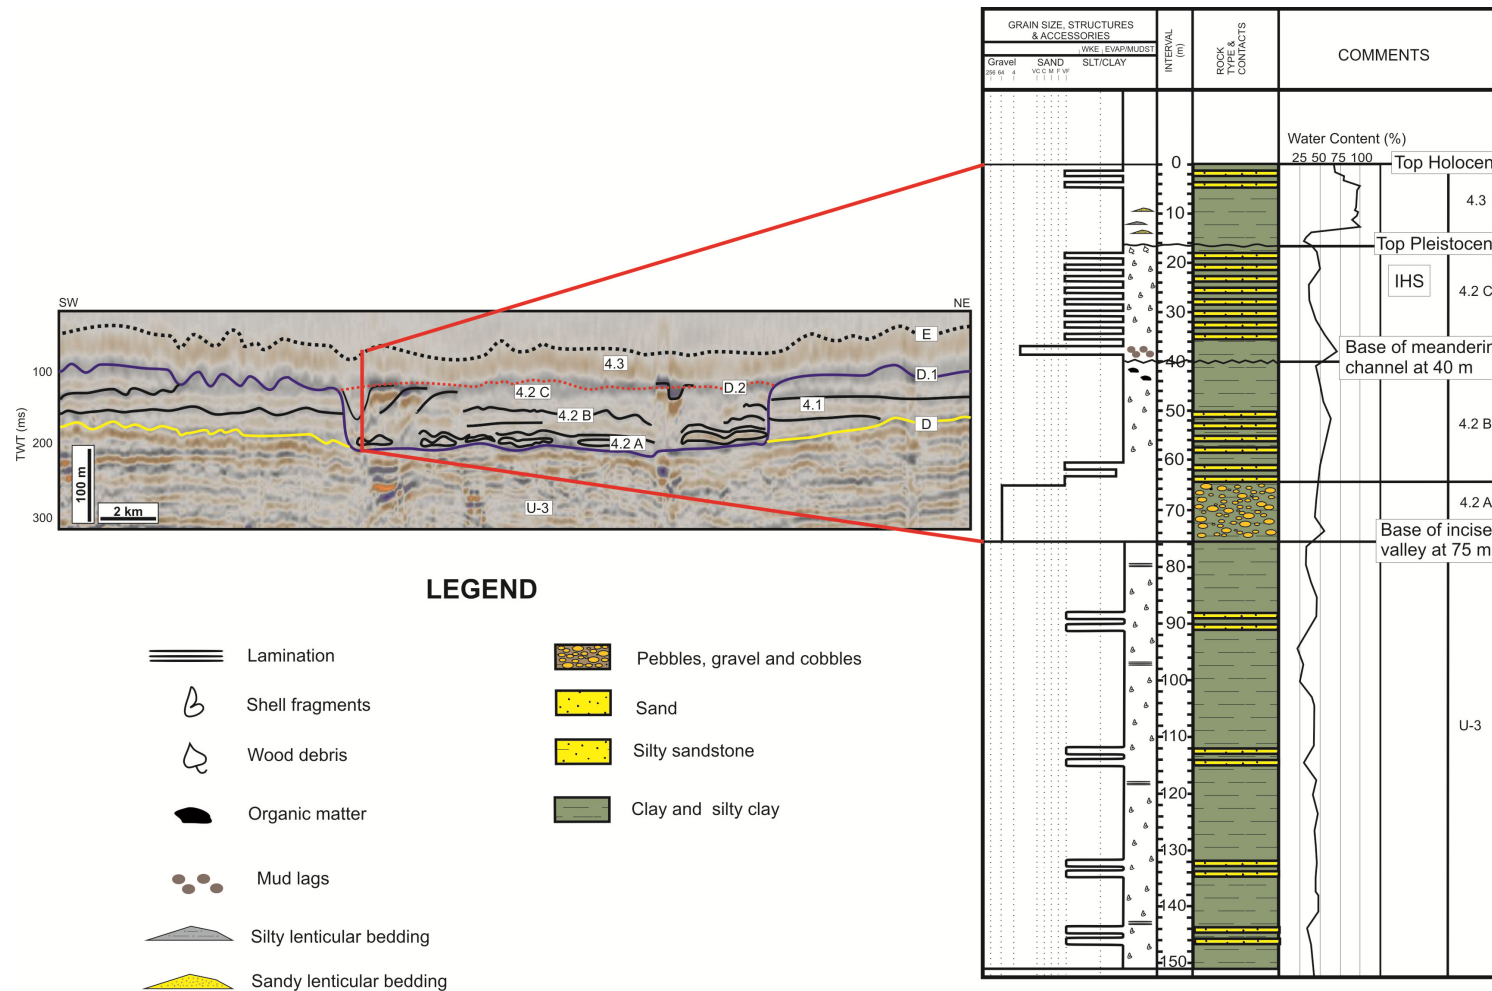 GRAIN SIZE, STRUCTURES
& ACCESSORIES
WKE EVAP/MUDST
Gravel SAND SLT/CLAY
256 64 4 VC C M F VF
INTERVAL
(m)
ROCK
TYPE &
CONTACTS
COMMENTS
Water Content (%)
25 50 75 100
0
10
20
30
40
50
60
70
80
90
100
110
120
130
140
150
Top Holocen
4.3
Top Pleistocen
IHS
4.2 C
Base of meanderin
channel at 40 m
4.2 B
4.2 A
Base of incise
valley at 75 m
U-3
SW
NE
TWT (ms)
100
200
300
100 m
2 km
E
4.3
D.1
D.2
4.2 C
4.1
4.2 B
D
4.2 A
U-3
LEGEND
Lamination
Shell fragments
Wood debris
Organic matter
Mud lags
Silty lenticular bedding
Sandy lenticular bedding
Pebbles, gravel and cobbles
Sand
Silty sandstone
Clay and silty clay